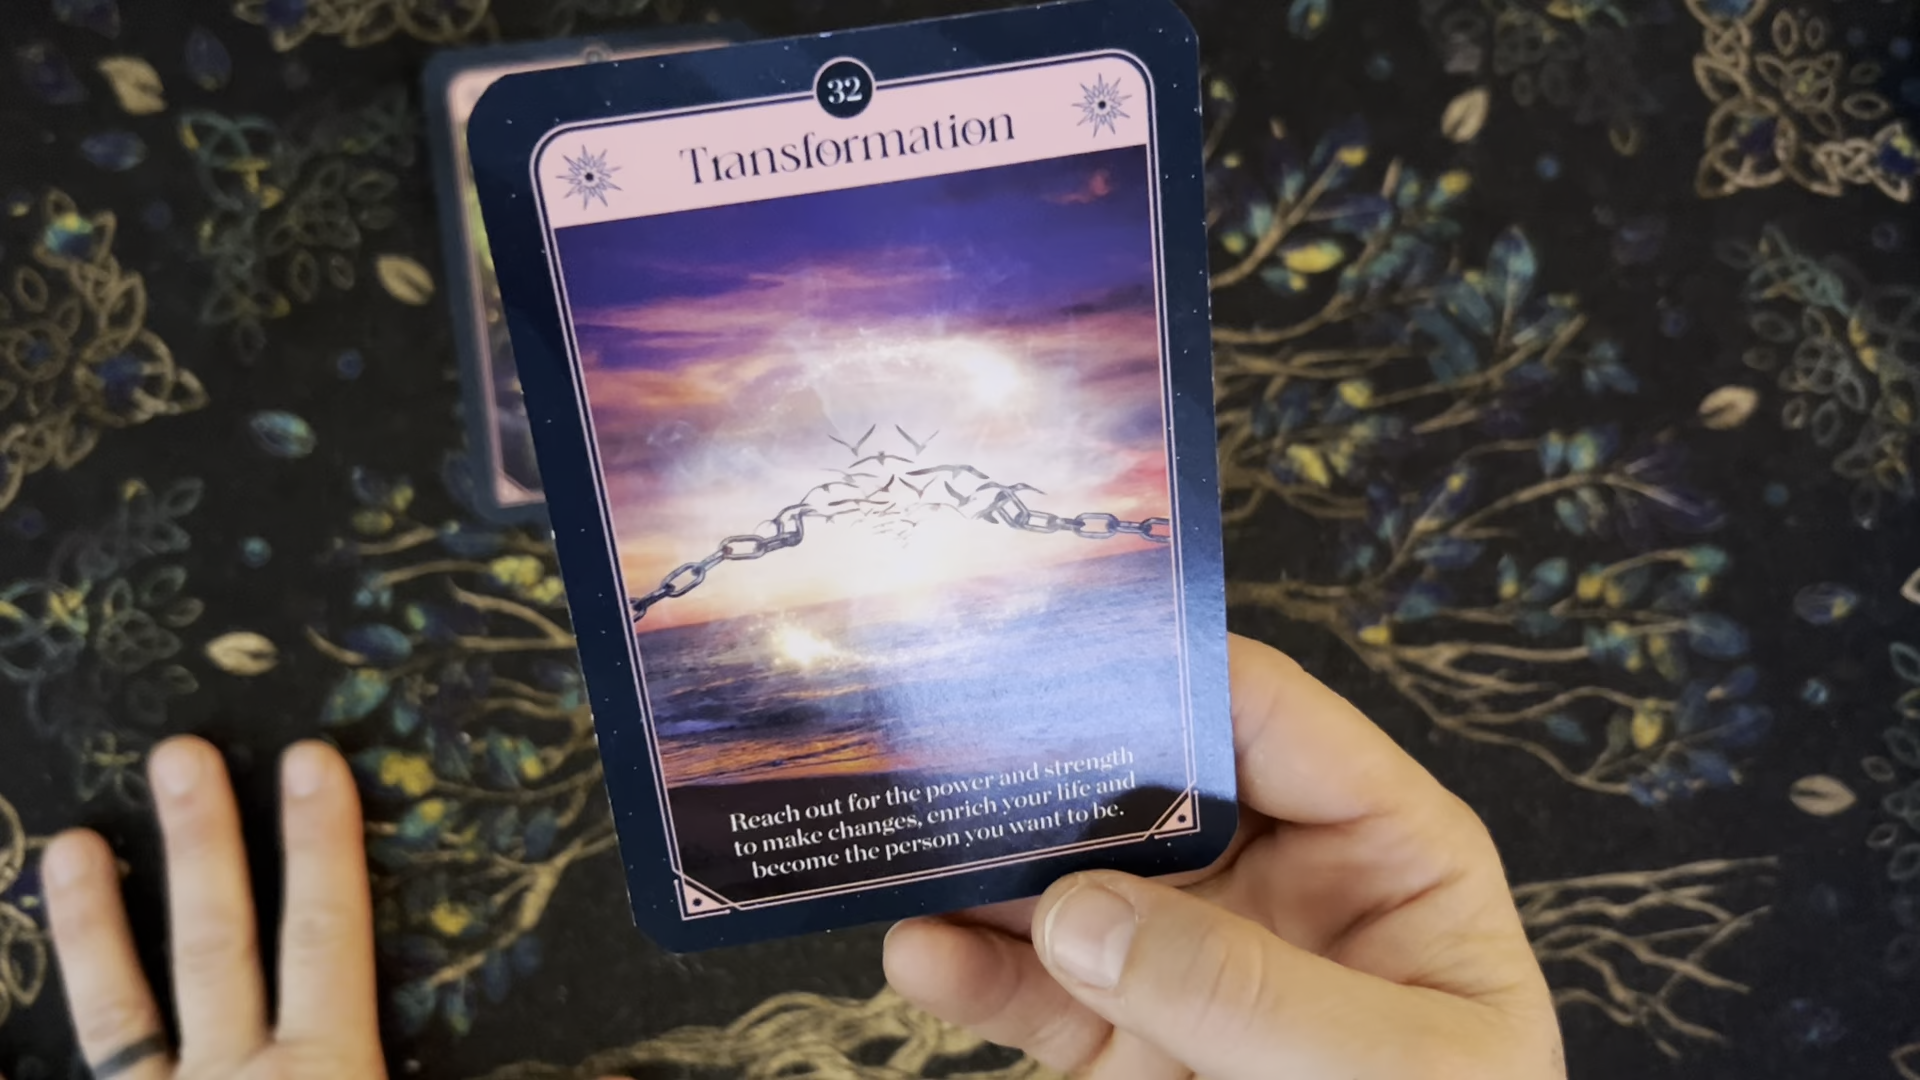 32
Transformation
Reach out for the power and strength
to make changes, enrich your life and
become the person you want to be.